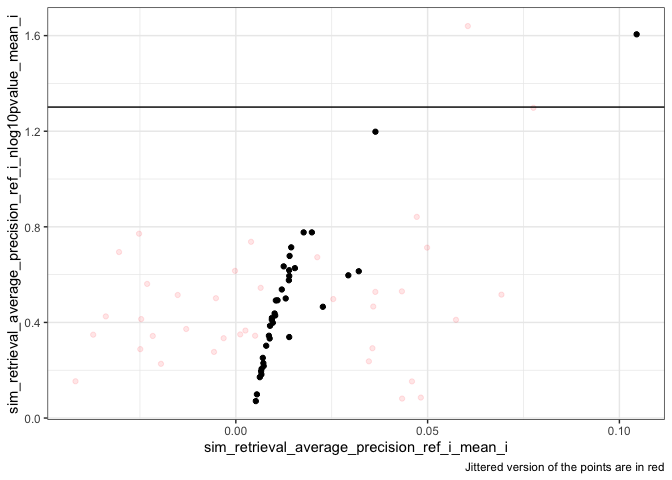 sim_retrieval_average_precision_ref_i_nlog10pvalue_mean_i
1.6
1.2
0.8
0.4
0.0
0.00
0.05
0.10
sim_retrieval_average_precision_ref_i_mean_i
Jittered version of the points are in red